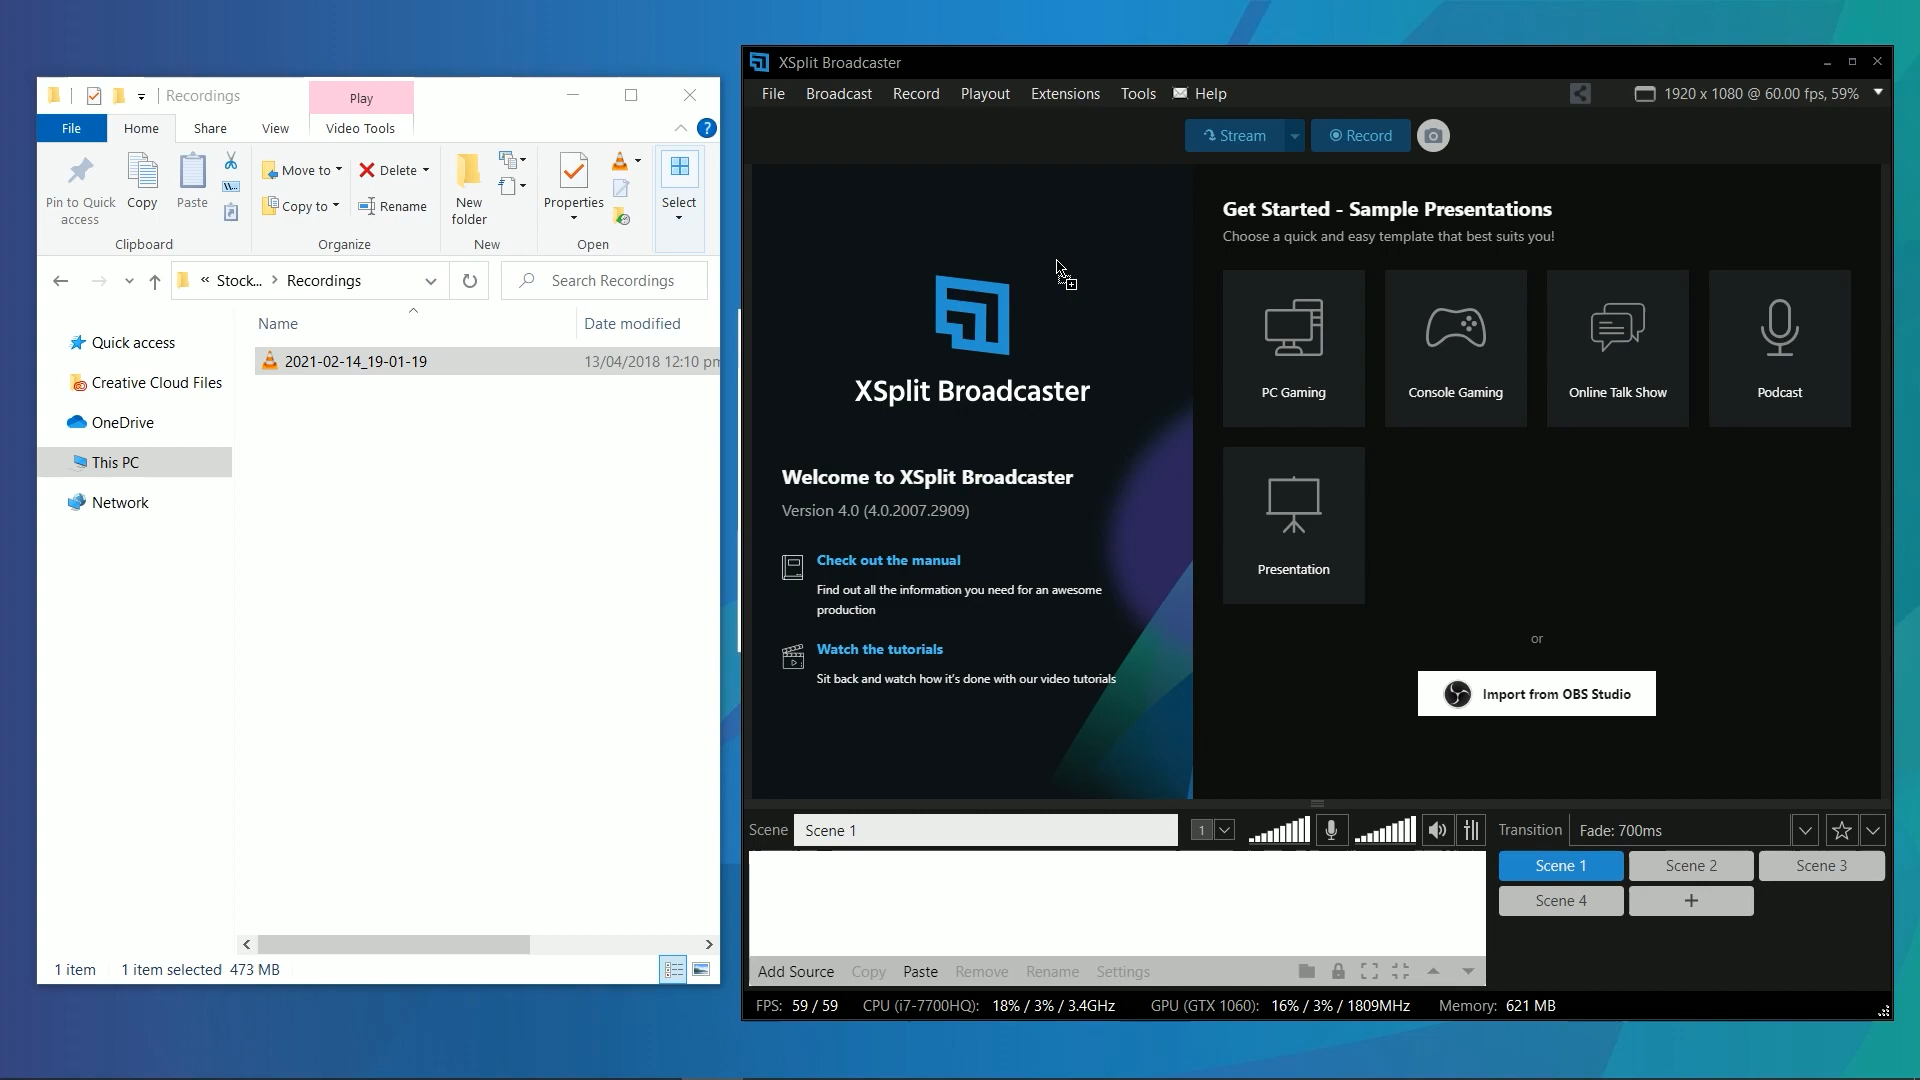 Recordings
Play
File
Home
Share
View
Video Tools
Pin to Quick
access
Copy
Paste
Move to
Copy to
Delete
Rename
New
folder
Properties
Select
Clipboard
Organize
New
Open
« Stock... > Recordings
Search Recordings
Name
Date modified
2021-02-14_19-01-19
13/04/2018 12:10 pm
Quick access
Creative Cloud Files
OneDrive
This PC
Network
1 item
1 item selected 473 MB
XSplit Broadcaster
File
Broadcast
Record
Playout
Extensions
Tools
Help
1920 x 1080 @ 60.00 fps, 59%
Stream
Record
XSplit Broadcaster
Welcome to XSplit Broadcaster
Version 4.0 (4.0.2007.2909)
Check out the manual
Find out all the information you need for an awesome
production
Watch the tutorials
Sit back and watch how it's done with our video tutorials
Get Started - Sample Presentations
Choose a quick and easy template that best suits you!
PC Gaming
Console Gaming
Online Talk Show
Podcast
Presentation
or
Import from OBS Studio
Scene
Scene 1
1
Transition
Fade: 700ms
Scene 1
Scene 2
Scene 3
Scene 4
+
Add Source
Copy
Paste
Remove
Rename
Settings
FPS: 59 / 59
CPU (i7-7700HQ): 18% / 3% / 3.4GHz
GPU (GTX 1060): 16% / 3% / 1809MHz
Memory: 621 MB